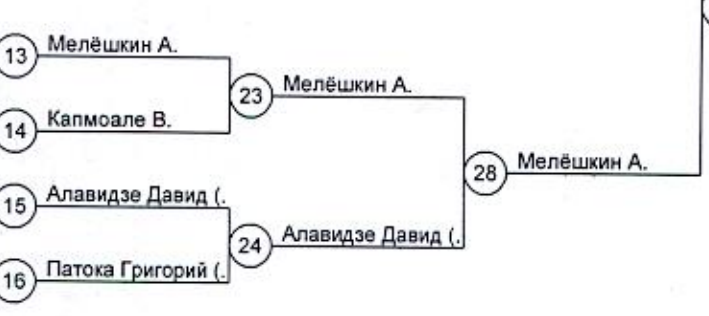 13 Мелёшкин А.
23 Мелёшкин А.
14 Капмоале В.
28 Мелёшкин А.
15 Алавидзе Давид (.
24 Алавидзе Давид (.
16 Патока Григорий (.